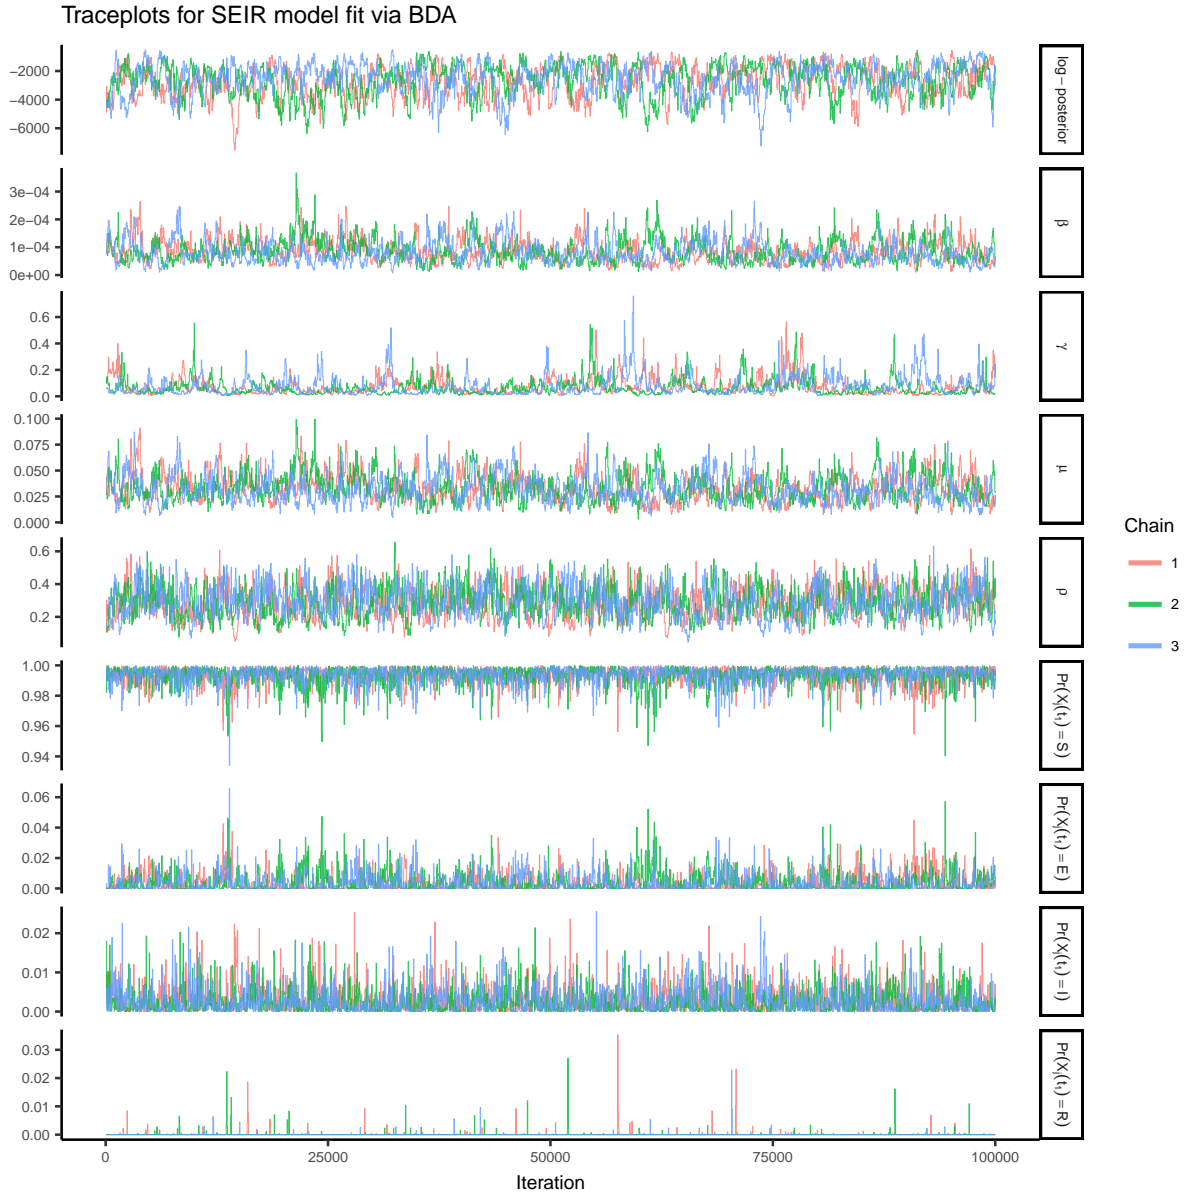 Traceplots for SEIR model fit via BDA
−2000
−4000
−6000
log− posterior
3e−04
2e−04
1e−04
0e+00
β
0.6
0.4
0.2
0.0
γ
0.100
0.075
0.050
0.025
0.000
μ
0.6
0.4
0.2
ρ
1.00
0.98
0.96
0.94
Pr(Xj(t1) = S)
0.06
0.04
0.02
0.00
Pr(Xj(t1) = E)
0.02
0.01
0.00
Pr(Xj(t1) = I)
0.03
0.02
0.01
0.00
Pr(Xj(t1) = R)
0
25000
50000
75000
100000
Iteration
Chain
1
2
3